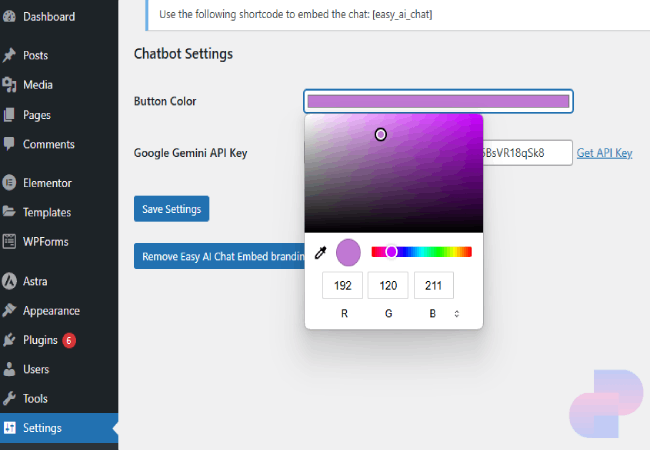 Dashboard
Use the following shortcode to embed the chat: [easy_ai_chat]
Posts
Chatbot Settings
Media
Button Color
Pages
Comments
Google Gemini API Key
BsVR18qSk8
Get API Key
Elementor
Templates
Save Settings
WPForms
Remove Easy AI Chat Embed brandin
Astra
192
120
211
Appearance
R
G
B
Plugins 6
Users
Tools
Settings